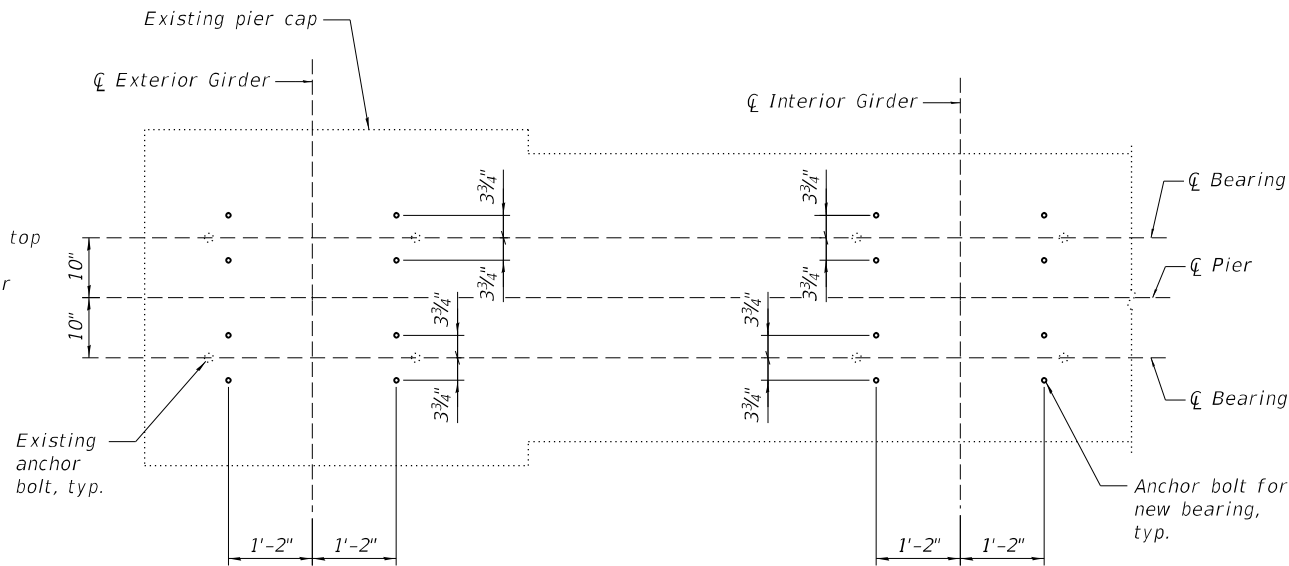 Existing pier cap
℄ Exterior Girder
℄ Interior Girder
3¾"
3¾"
℄ Bearing
top
10"
r
3¾"
3¾"
℄ Pier
10"
3¾"
3¾"
3¾"
3¾"
℄ Bearing
Existing
anchor
bolt, typ.
Anchor bolt for
new bearing,
typ.
1'-2"
1'-2"
1'-2"
1'-2"